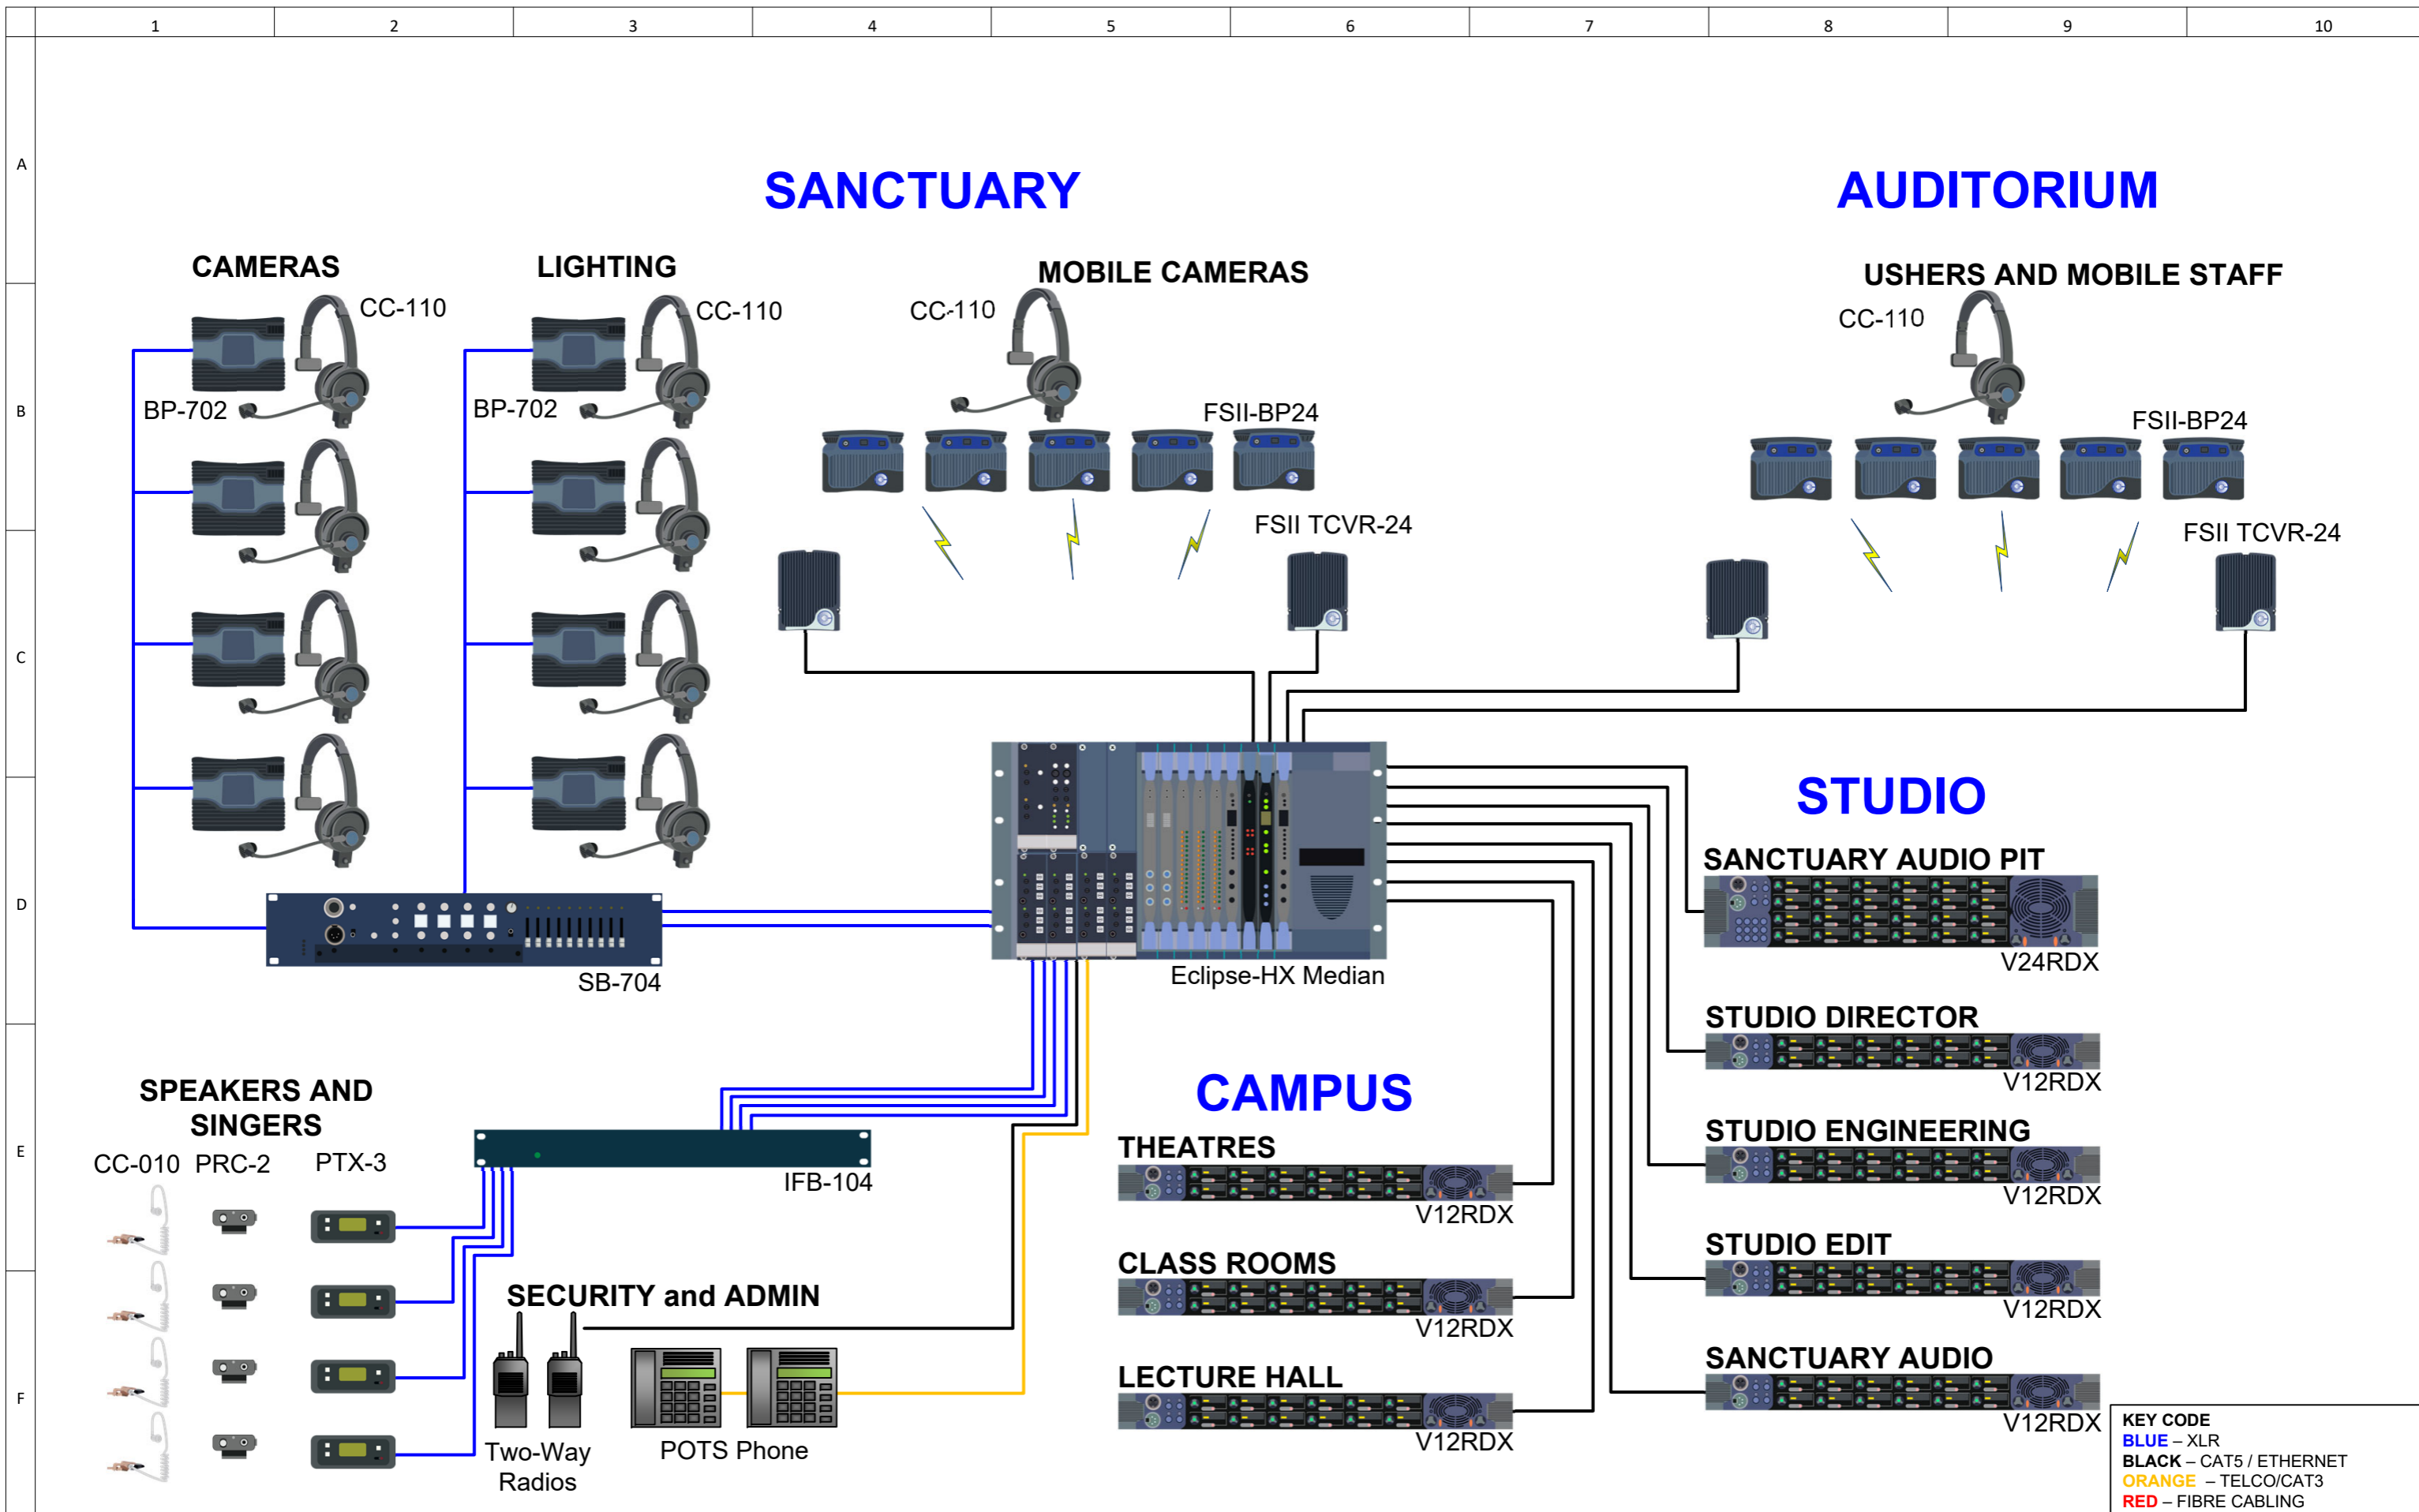 1 2 3 4 5 6 7 8 9 10
A
B
C
D
E
F
SANCTUARY
AUDITORIUM
CAMERAS
LIGHTING
MOBILE CAMERAS
USHERS AND MOBILE STAFF
CC-110
CC-110
CC-110
CC-110
BP-702
BP-702
FSII-BP24
FSII-BP24
FSII TCVR-24
FSII TCVR-24
SB-704
Eclipse-HX Median
STUDIO
SANCTUARY AUDIO PIT
V24RDX
STUDIO DIRECTOR
V12RDX
STUDIO ENGINEERING
V12RDX
STUDIO EDIT
V12RDX
SANCTUARY AUDIO
V12RDX
CAMPUS
THEATRES
V12RDX
CLASS ROOMS
V12RDX
LECTURE HALL
V12RDX
SPEAKERS AND
SINGERS
CC-010 PRC-2 PTX-3
IFB-104
SECURITY and ADMIN
Two-Way
Radios
POTS Phone
KEY CODE
BLUE – XLR
BLACK – CAT5 / ETHERNET
ORANGE – TELCO/CAT3
RED – FIBRE CABLING